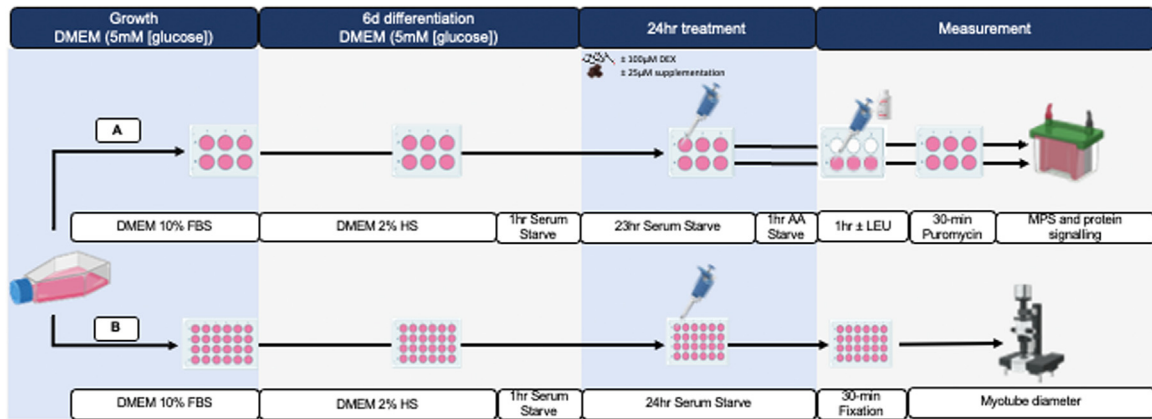 Growth
DMEM (5mM [glucose])
6d differentiation
DMEM (5mM [glucose])
24hr treatment
Measurement
± 100µM DEX
± 25µM supplementation
A
DMEM 10% FBS
DMEM 2% HS
1hr Serum
Starve
23hr Serum Starve
1hr AA
Starve
1hr ± LEU
30-min
Puromycin
MPS and protein
signalling
B
DMEM 10% FBS
DMEM 2% HS
1hr Serum
Starve
24hr Serum Starve
30-min
Fixation
Myotube diameter